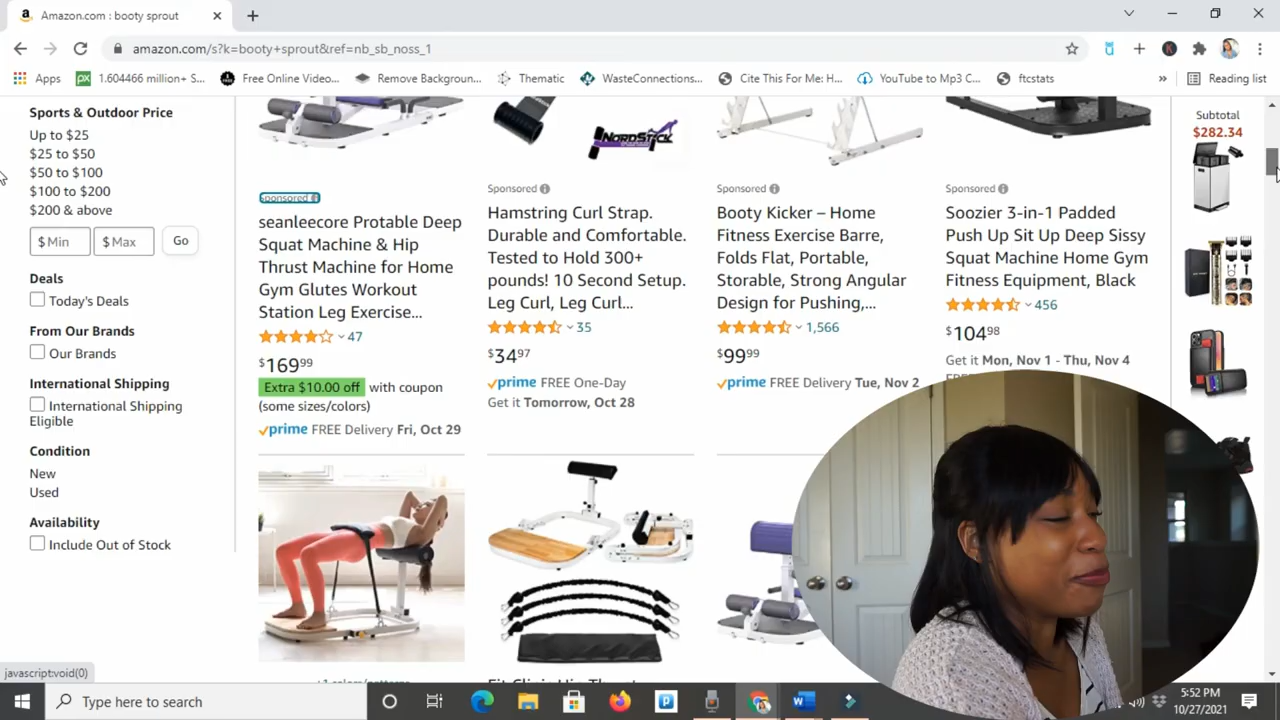 Amazon.com : booty sprout
amazon.com/s?k=booty+sprout&ref=nb_sb_noss_1
Apps
1.604466 million+ S...
Free Online Video...
Remove Backgroun...
Thematic
WasteConnections...
Cite This For Me: H...
YouTube to Mp3 C...
ftcstats
»
Reading list
Sports & Outdoor Price
Up to $25
$25 to $50
$50 to $100
$100 to $200
$200 & above
$ Min
$ Max
Go
Deals
Today's Deals
From Our Brands
Our Brands
International Shipping
International Shipping
Eligible
Condition
New
Used
Availability
Include Out of Stock
Sponsored
seanleecore Protable Deep
Squat Machine & Hip
Thrust Machine for Home
Gym Glutes Workout
Station Leg Exercise...
47
$169 99
Extra $10.00 off with coupon
(some sizes/colors)
prime FREE Delivery Fri, Oct 29
NORDSTICK
Sponsored
Hamstring Curl Strap.
Durable and Comfortable.
Tested to Hold 300+
pounds! 10 Second Setup.
Leg Curl, Leg Curl...
35
$34 97
prime FREE One-Day
Get it Tomorrow, Oct 28
Sponsored
Booty Kicker – Home
Fitness Exercise Barre,
Folds Flat, Portable,
Storable, Strong Angular
Design for Pushing,...
1,566
$99 99
prime FREE Delivery Tue, Nov 2
Sponsored
Soozier 3-in-1 Padded
Push Up Sit Up Deep Sissy
Squat Machine Home Gym
Fitness Equipment, Black
456
$104 98
Get it Mon, Nov 1 - Thu, Nov 4
Subtotal
$282.34
javascript:void(0)
Type here to search
5:52 PM
10/27/2021